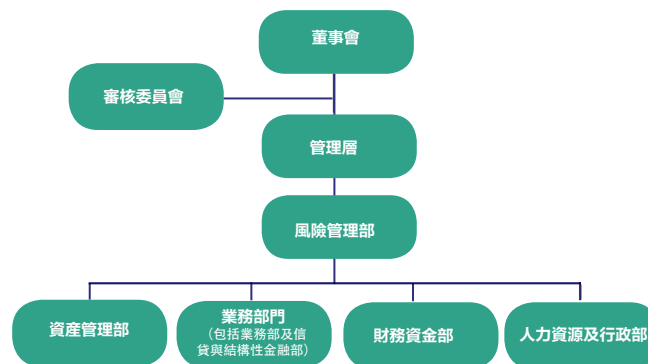 董事會
審核委員會
管理層
風險管理部
資產管理部
業務部門
（包括業務部及信
貸與結構性金融部）
財務資金部
人力資源及行政部